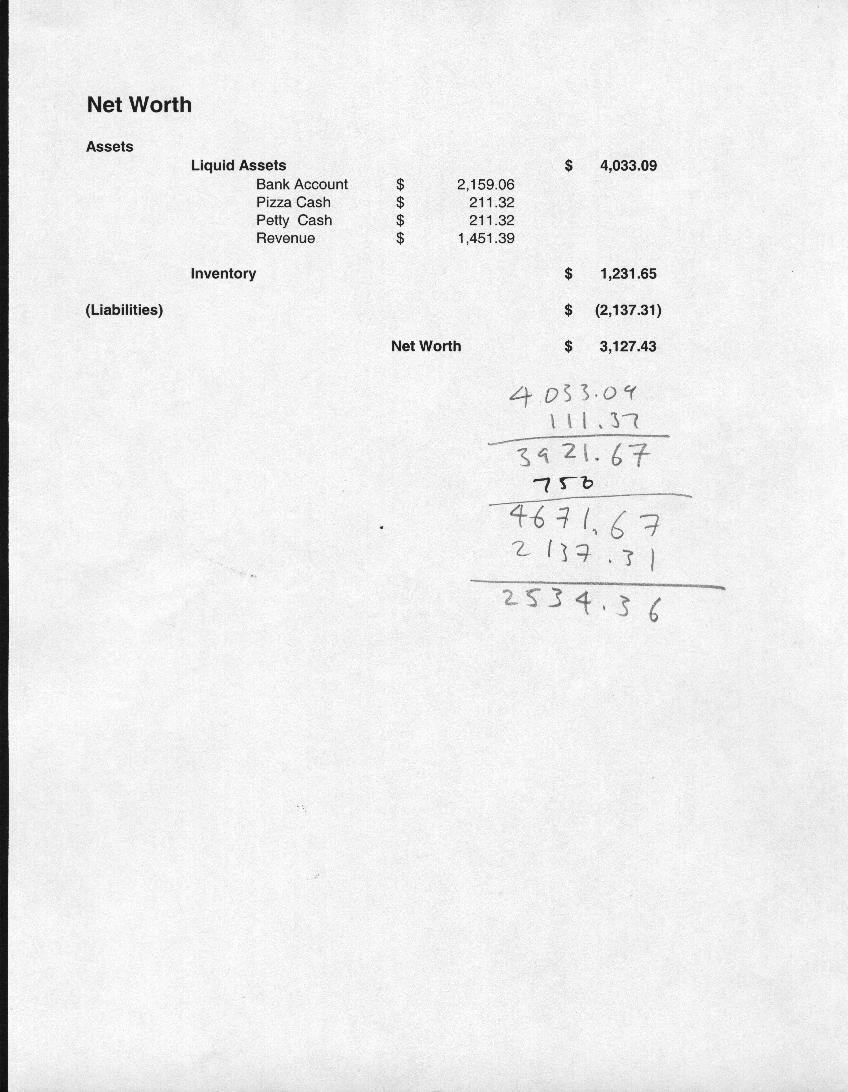 Net Worth
Assets
Liquid Assets $ 4,033.09
Bank Account $ 2,159.06
Pizza Cash $ 211.32
Petty Cash $ 211.32
Revenue $ 1,451.39
Inventory $ 1,231.65
(Liabilities) $ (2,137.31)
Net Worth $ 3,127.43
4033.09
111.37
3921.67
750
4671.67
2137.31
2534.36